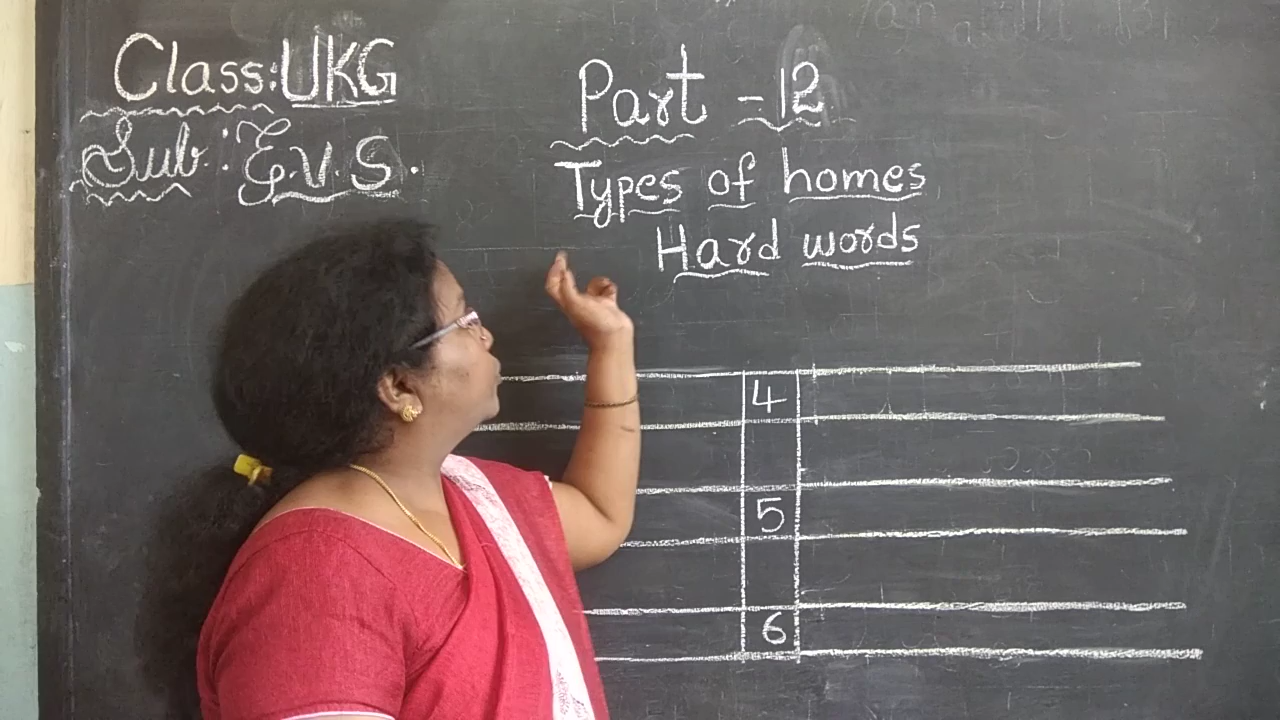 Class: UKG
Sub: E.V.S.
Part - 12
Types of homes
Hard words
4
5
6